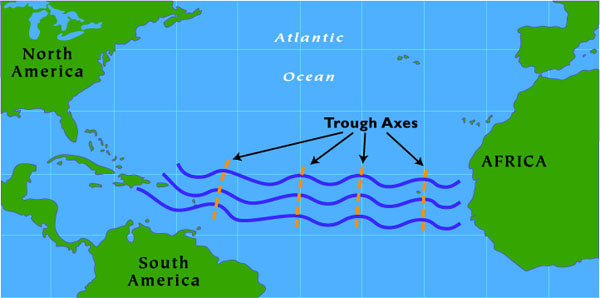 Atlantic
Ocean
North
America
Trough Axes
AFRICA
South
America